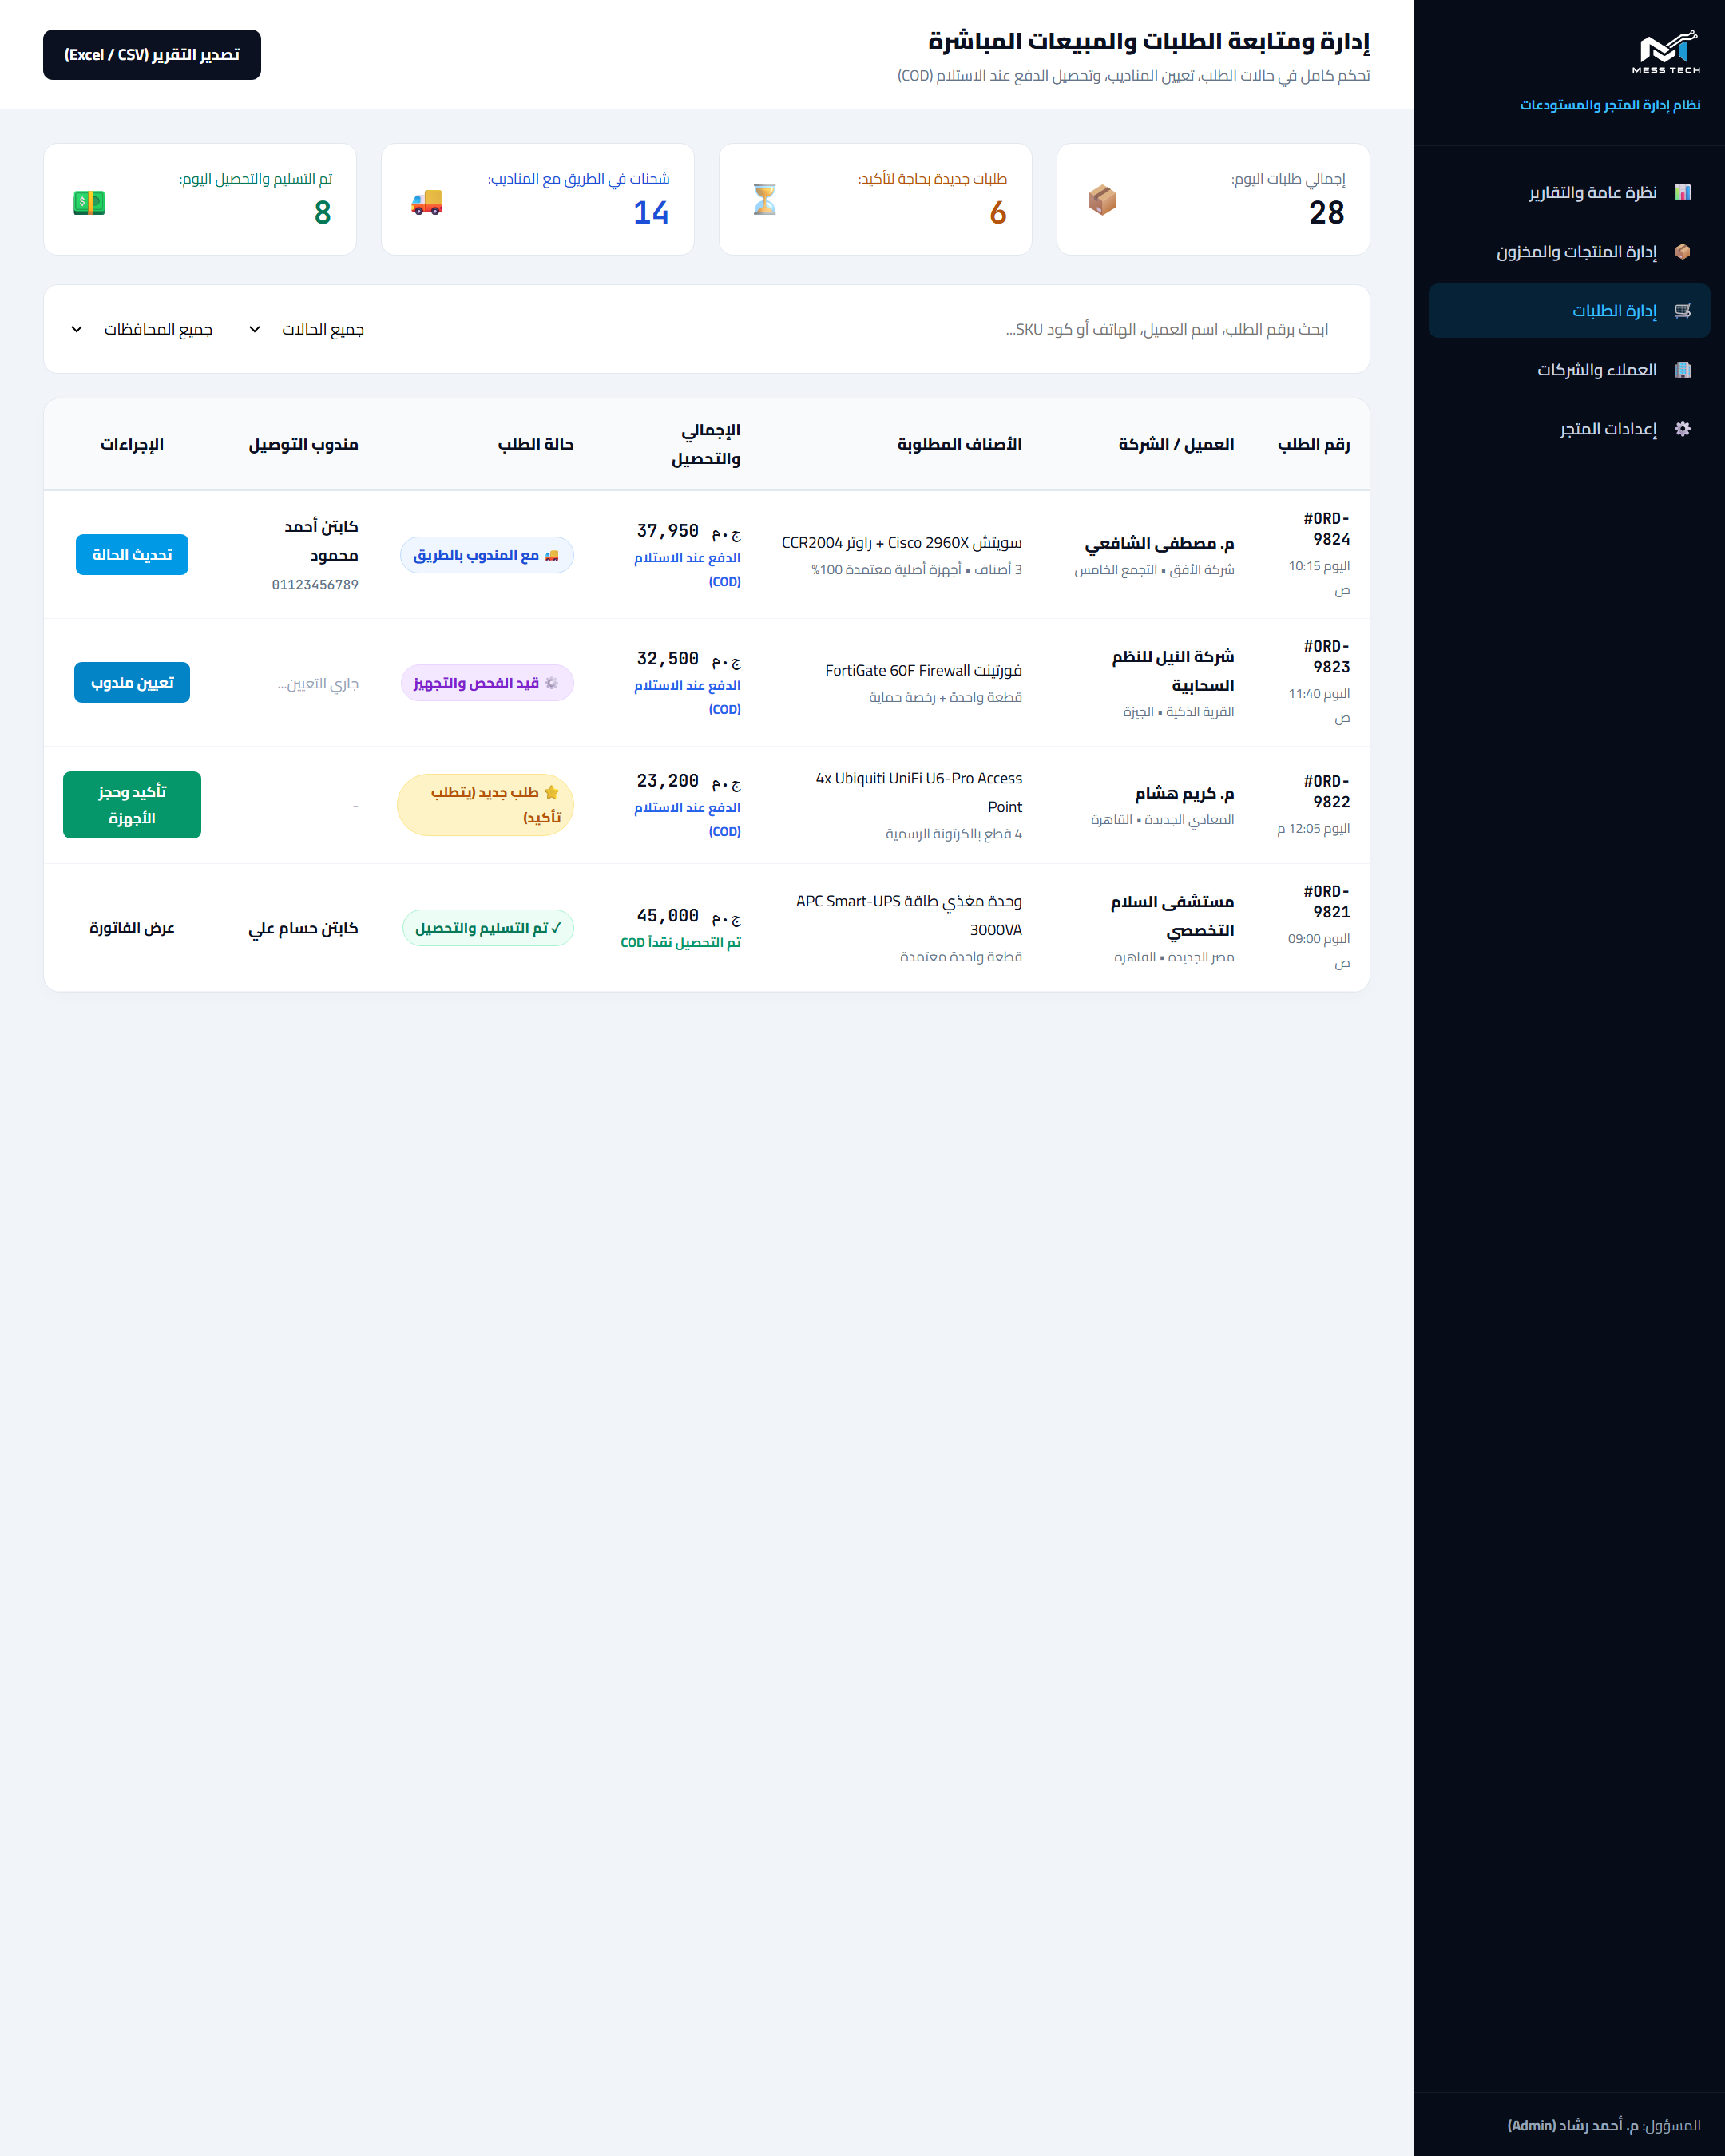 MESS TECH
نظام إدارة المتجر والمستودعات
نظرة عامة والتقارير
إدارة المنتجات والمخزون
إدارة الطلبات
العملاء والشركات
إعدادات المتجر
المسؤول: م. أحمد رشاد (Admin)
إدارة ومتابعة الطلبات والمبيعات المباشرة
تحكم كامل في حالات الطلب، تعيين المناديب، وتحصيل الدفع عند الاستلام (COD)
تصدير التقرير (Excel / CSV)
إجمالي طلبات اليوم:
28
طلبات جديدة بحاجة لتأكيد:
6
شحنات في الطريق مع المناديب:
14
تم التسليم والتحصيل اليوم:
8
ابحث برقم الطلب، اسم العميل، الهاتف أو كود SKU...
جميع الحالات
جميع المحافظات
رقم الطلب
العميل / الشركة
الأصناف المطلوبة
الإجمالي
والتحصيل
حالة الطلب
مندوب التوصيل
الإجراءات
#ORD-
9824
اليوم 10:15
ص
م. مصطفى الشافعي
شركة الأفق • التجمع الخامس
سويتش Cisco 2960X + راوتر CCR2004
3 أصناف • أجهزة أصلية معتمدة 100%
37,950 ج.م
الدفع عند الاستلام
(COD)
مع المندوب بالطريق
كابتن أحمد
محمود
01123456789
تحديث الحالة
#ORD-
9823
اليوم 11:40
ص
شركة النيل للنظم
السحابية
القرية الذكية • الجيزة
فورتينت FortiGate 60F Firewall
قطعة واحدة + رخصة حماية
32,500 ج.م
الدفع عند الاستلام
(COD)
قيد الفحص والتجهيز
جاري التعيين...
تعيين مندوب
#ORD-
9822
اليوم 12:05 م
م. كريم هشام
المعادي الجديدة • القاهرة
4x Ubiquiti UniFi U6-Pro Access
Point
4 قطع بالكرتونة الرسمية
23,200 ج.م
الدفع عند الاستلام
(COD)
طلب جديد (يتطلب
تأكيد)
-
تأكيد وحجز
الأجهزة
#ORD-
9821
اليوم 09:00
ص
مستشفى السلام
التخصصي
مصر الجديدة • القاهرة
وحدة مغذي طاقة APC Smart-UPS
3000VA
قطعة واحدة معتمدة
45,000 ج.م
تم التحصيل نقداً COD
✓ تم التسليم والتحصيل
كابتن حسام علي
عرض الفاتورة